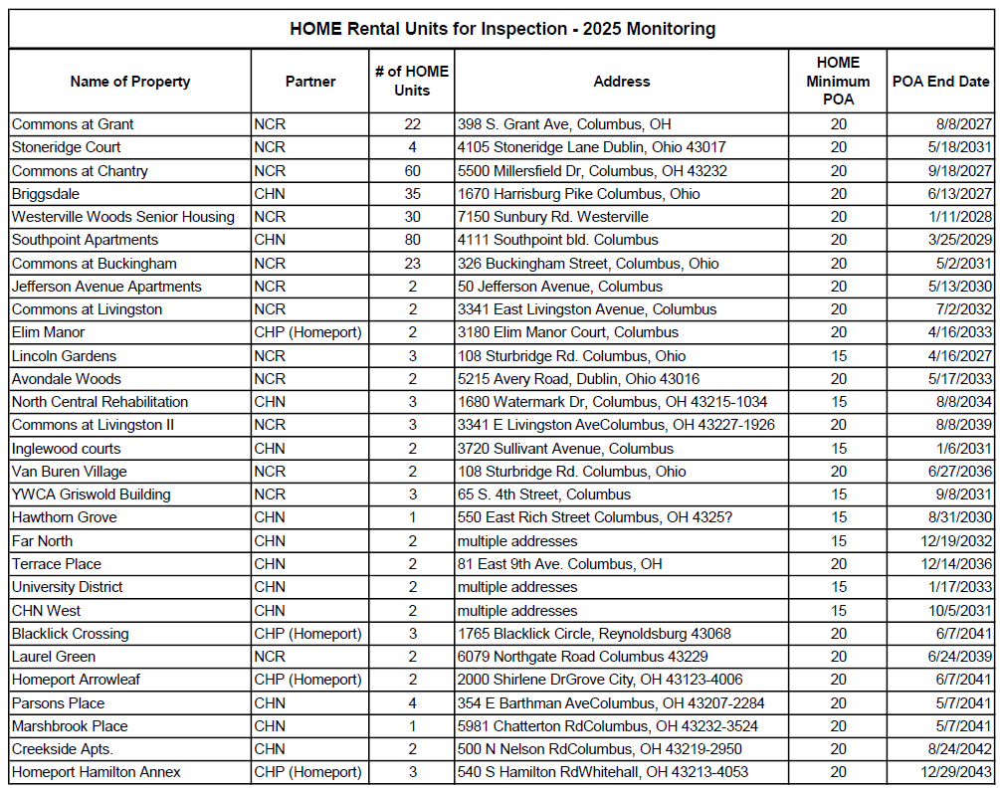 HOME Rental Units for Inspection - 2025 Monitoring
Name of Property Partner # of HOME Units Address HOME Minimum POA POA End Date
Commons at Grant NCR 22 398 S. Grant Ave, Columbus, OH 20 8/8/2027
Stoneridge Court NCR 4 4105 Stoneridge Lane Dublin, Ohio 43017 20 5/18/2031
Commons at Chantry NCR 60 5500 Millersfield Dr, Columbus, OH 43232 20 9/18/2027
Briggsdale CHN 35 1670 Harrisburg Pike Columbus, Ohio 20 6/13/2027
Westerville Woods Senior Housing NCR 30 7150 Sunbury Rd. Westerville 20 1/11/2028
Southpoint Apartments CHN 80 4111 Southpoint bld. Columbus 20 3/25/2029
Commons at Buckingham NCR 23 326 Buckingham Street, Columbus, Ohio 20 5/2/2031
Jefferson Avenue Apartments NCR 2 50 Jefferson Avenue, Columbus 20 5/13/2030
Commons at Livingston NCR 2 3341 East Livingston Avenue, Columbus 20 7/2/2032
Elim Manor CHP (Homeport) 2 3180 Elim Manor Court, Columbus 20 4/16/2033
Lincoln Gardens NCR 3 108 Sturbridge Rd. Columbus, Ohio 15 4/16/2027
Avondale Woods NCR 2 5215 Avery Road, Dublin, Ohio 43016 20 5/17/2033
North Central Rehabilitation CHN 3 1680 Watermark Dr, Columbus, OH 43215-1034 15 8/8/2034
Commons at Livingston II NCR 3 3341 E Livingston AveColumbus, OH 43227-1926 20 8/8/2039
Inglewood courts CHN 2 3720 Sullivant Avenue, Columbus 15 1/6/2031
Van Buren Village NCR 2 108 Sturbridge Rd. Columbus, Ohio 20 6/27/2036
YWCA Griswold Building NCR 3 65 S. 4th Street, Columbus 15 9/8/2031
Hawthorn Grove CHN 1 550 East Rich Street Columbus, OH 4325? 15 8/31/2030
Far North CHN 2 multiple addresses 15 12/19/2032
Terrace Place CHN 2 81 East 9th Ave. Columbus, OH 20 12/14/2036
University District CHN 2 multiple addresses 15 1/17/2033
CHN West CHN 2 multiple addresses 15 10/5/2031
Blacklick Crossing CHP (Homeport) 3 1765 Blacklick Circle, Reynoldsburg 43068 20 6/7/2041
Laurel Green NCR 2 6079 Northgate Road Columbus 43229 20 6/24/2039
Homeport Arrowleaf CHP (Homeport) 2 2000 Shirlene DrGrove City, OH 43123-4006 20 6/7/2041
Parsons Place CHN 4 354 E Barthman AveColumbus, OH 43207-2284 20 5/7/2041
Marshbrook Place CHN 1 5981 Chatterton RdColumbus, OH 43232-3524 20 5/7/2041
Creekside Apts. CHN 2 500 N Nelson RdColumbus, OH 43219-2950 20 8/24/2042
Homeport Hamilton Annex CHP (Homeport) 3 540 S Hamilton RdWhitehall, OH 43213-4053 20 12/29/2043